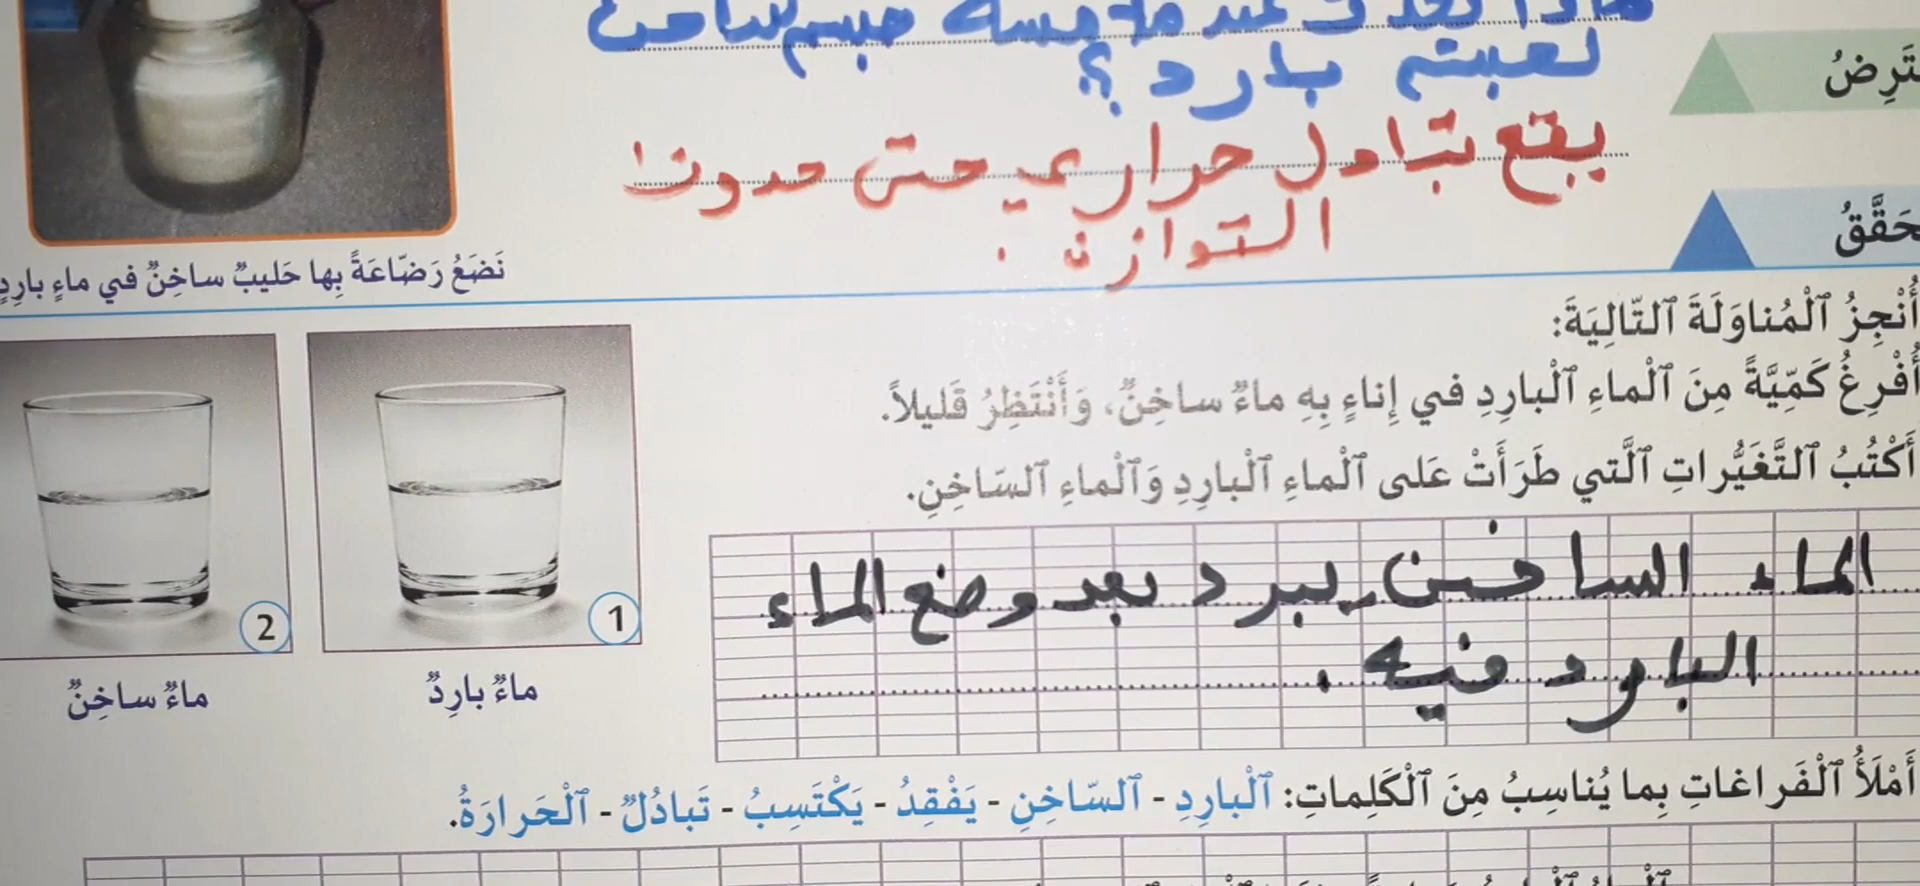 ماذا يحدث عند ملامسة جسم ساخن
لجسم بارد؟
ـتَرِضُ
يقع تبادل حراري حتى حدوث
التوازن.
ـحَقَّقُ
نَضَعُ رَضّاعَةً بِها حَليبٌ ساخِنٌ في ماءٍ بارِدٍ
أُنْجِزُ ٱلْمُناوَلَةَ ٱلتّالِيَةَ:
أُفْرِغُ كَمِّيَّةً مِنَ ٱلْماءِ ٱلْبارِدِ في إِناءٍ بِهِ ماءٌ ساخِنٌ، وَأَنْتَظِرُ قَليلاً.
أَكْتُبُ ٱلتَّغَيُّراتِ ٱلَّتي طَرَأَتْ عَلى ٱلْماءِ ٱلْبارِدِ وَٱلْماءِ ٱلسّاخِنِ.
الماء الساخن يبرد بعد وضع الماء
البارد فيه.
1
2
ماءٌ بارِدٌ
ماءٌ ساخِنٌ
أَمْلَأُ ٱلْفَراغاتِ بِما يُناسِبُ مِنَ ٱلْكَلِماتِ: ٱلْبارِدِ - ٱلسّاخِنِ - يَفْقِدُ - يَكْتَسِبُ - تَبادُلٌ - ٱلْحَرارَةُ.